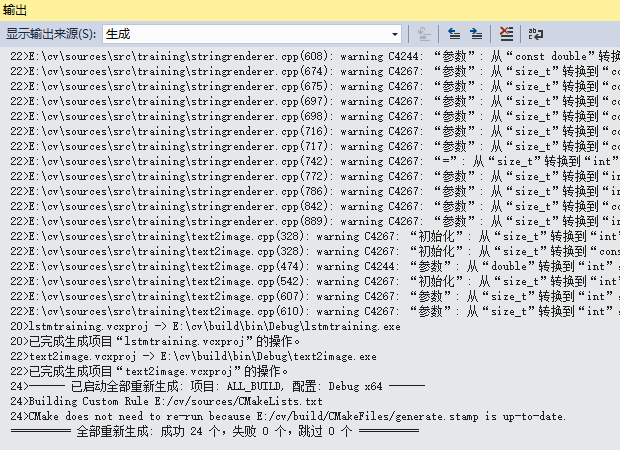 输出
显示输出来源(S): 生成
22>E:\cv\sources\src\training\stringrenderer.cpp(608): warning C4244: “参数”: 从“const double”转换
22>E:\cv\sources\src\training\stringrenderer.cpp(674): warning C4267: “参数”: 从“size_t”转换到“co
22>E:\cv\sources\src\training\stringrenderer.cpp(675): warning C4267: “参数”: 从“size_t”转换到“co
22>E:\cv\sources\src\training\stringrenderer.cpp(697): warning C4267: “参数”: 从“size_t”转换到“co
22>E:\cv\sources\src\training\stringrenderer.cpp(698): warning C4267: “参数”: 从“size_t”转换到“co
22>E:\cv\sources\src\training\stringrenderer.cpp(716): warning C4267: “参数”: 从“size_t”转换到“co
22>E:\cv\sources\src\training\stringrenderer.cpp(717): warning C4267: “参数”: 从“size_t”转换到“co
22>E:\cv\sources\src\training\stringrenderer.cpp(742): warning C4267: “=”: 从“size_t”转换到“int”
22>E:\cv\sources\src\training\stringrenderer.cpp(772): warning C4267: “参数”: 从“size_t”转换到“in
22>E:\cv\sources\src\training\stringrenderer.cpp(786): warning C4267: “参数”: 从“size_t”转换到“in
22>E:\cv\sources\src\training\stringrenderer.cpp(842): warning C4267: “参数”: 从“size_t”转换到“co
22>E:\cv\sources\src\training\stringrenderer.cpp(889): warning C4267: “参数”: 从“size_t”转换到“in
22>E:\cv\sources\src\training\text2image.cpp(328): warning C4267: “初始化”: 从“size_t”转换到“int”
22>E:\cv\sources\src\training\text2image.cpp(328): warning C4267: “初始化”: 从“size_t”转换到“cons
22>E:\cv\sources\src\training\text2image.cpp(474): warning C4244: “参数”: 从“double”转换到“int”,
22>E:\cv\sources\src\training\text2image.cpp(542): warning C4267: “初始化”: 从“size_t”转换到“int”
22>E:\cv\sources\src\training\text2image.cpp(607): warning C4267: “参数”: 从“size_t”转换到“int”,
22>E:\cv\sources\src\training\text2image.cpp(610): warning C4267: “参数”: 从“size_t”转换到“int”,
20>lstmtraining.vcxproj -> E:\cv\build\bin\Debug\lstmtraining.exe
20>已完成生成项目“lstmtraining.vcxproj”的操作。
22>text2image.vcxproj -> E:\cv\build\bin\Debug\text2image.exe
22>已完成生成项目“text2image.vcxproj”的操作。
24>------ 已启动全部重新生成: 项目: ALL_BUILD, 配置: Debug x64 ------
24>Building Custom Rule E:/cv/sources/CMakeLists.txt
24>CMake does not need to re-run because E:/cv/build/CMakeFiles/generate.stamp is up-to-date.
========== 全部重新生成: 成功 24 个，失败 0 个，跳过 0 个 ==========